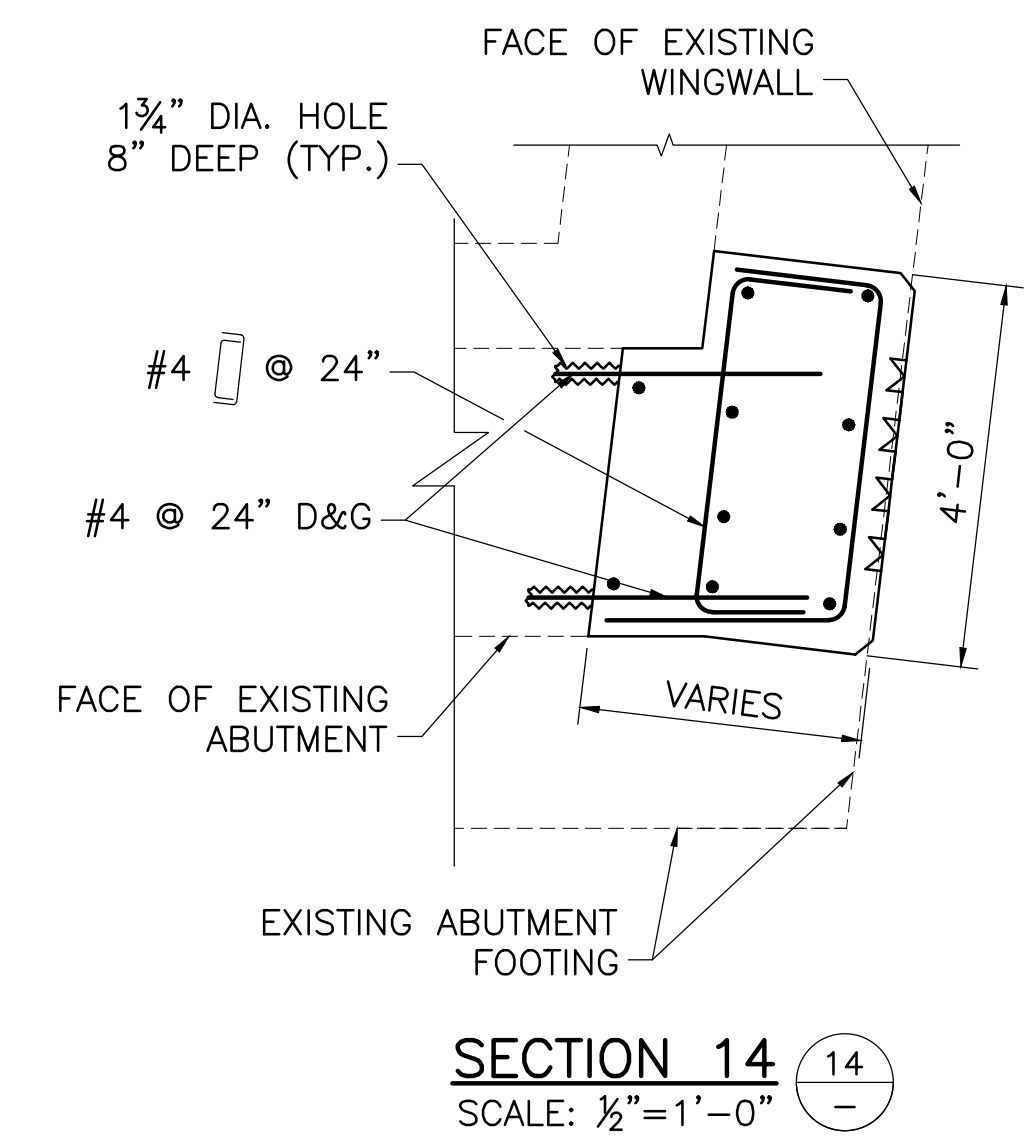 FACE OF EXISTING
WINGWALL
1¾" DIA. HOLE
8" DEEP (TYP.)
#4 @ 24"
#4 @ 24" D&G
4'-0"
FACE OF EXISTING
ABUTMENT
VARIES
EXISTING ABUTMENT
FOOTING
SECTION 14
SCALE: ½"=1'-0"
14
–